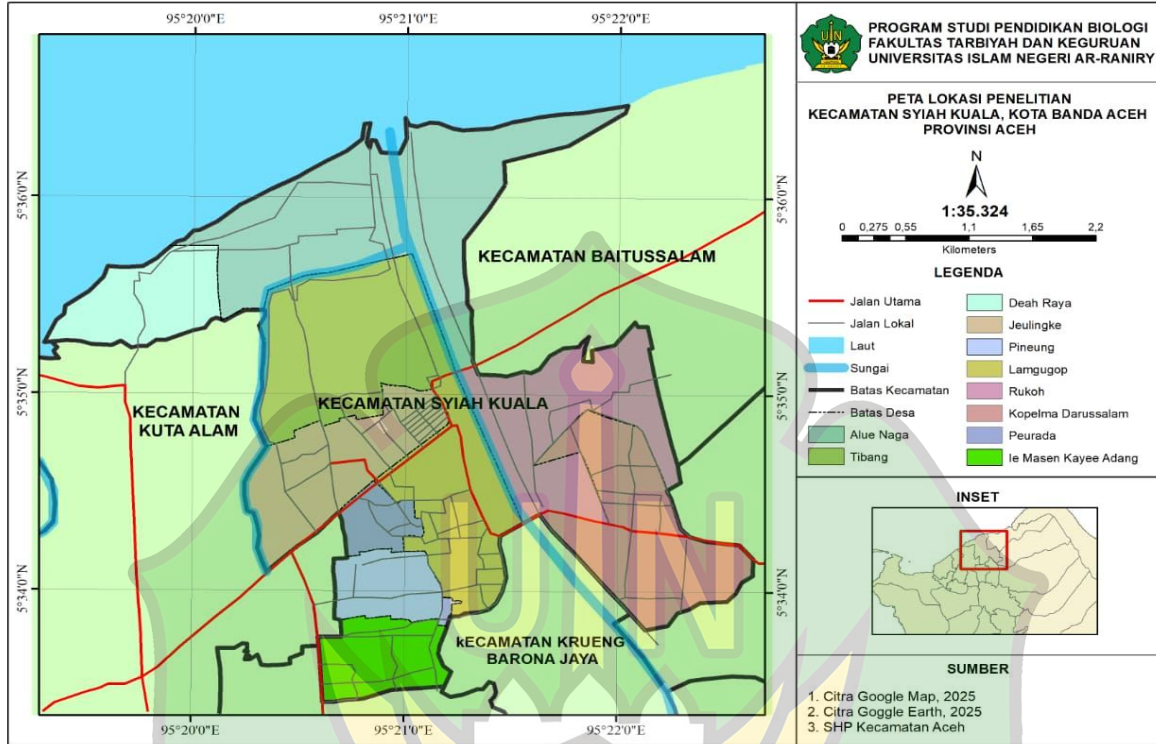 95°20'0"E
95°21'0"E
95°22'0"E
5°36'0"N
5°36'0"N
KECAMATAN BAITUSSALAM
5°35'0"N
5°35'0"N
KECAMATAN
KUTA ALAM
KECAMATAN SYIAH KUALA
5°34'0"N
5°34'0"N
kECAMATAN KRUENG
BARONA JAYA
95°20'0"E
95°21'0"E
95°22'0"E
UIN
UIN
PROGRAM STUDI PENDIDIKAN BIOLOGI
FAKULTAS TARBIYAH DAN KEGURUAN
UNIVERSITAS ISLAM NEGERI AR-RANIRY
PETA LOKASI PENELITIAN
KECAMATAN SYIAH KUALA, KOTA BANDA ACEH
PROVINSI ACEH
N
1:35.324
0 0,275 0,55 1,1 1,65 2,2
Kilometers
LEGENDA
Jalan Utama
Jalan Lokal
Laut
Sungai
Batas Kecamatan
Batas Desa
Alue Naga
Tibang
Deah Raya
Jeulingke
Pineung
Lamgugop
Rukoh
Kopelma Darussalam
Peurada
Ie Masen Kayee Adang
INSET
SUMBER
1. Citra Google Map, 2025
2. Citra Goggle Earth, 2025
3. SHP Kecamatan Aceh